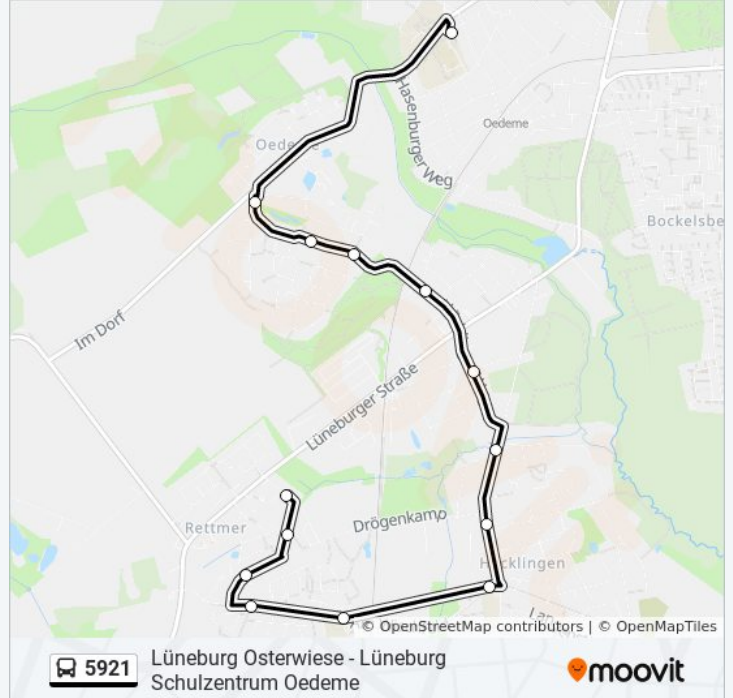 Hasenburger Weg
Oedeme
Oedeme
Bockelsbe
Im Dorf
Lüneburger Straße
Rettmer
Drögenkamp
Häcklingen
© OpenStreetMap contributors | © OpenMapTiles
5921
Lüneburg Osterwiese - Lüneburg
Schulzentrum Oedeme
moovit